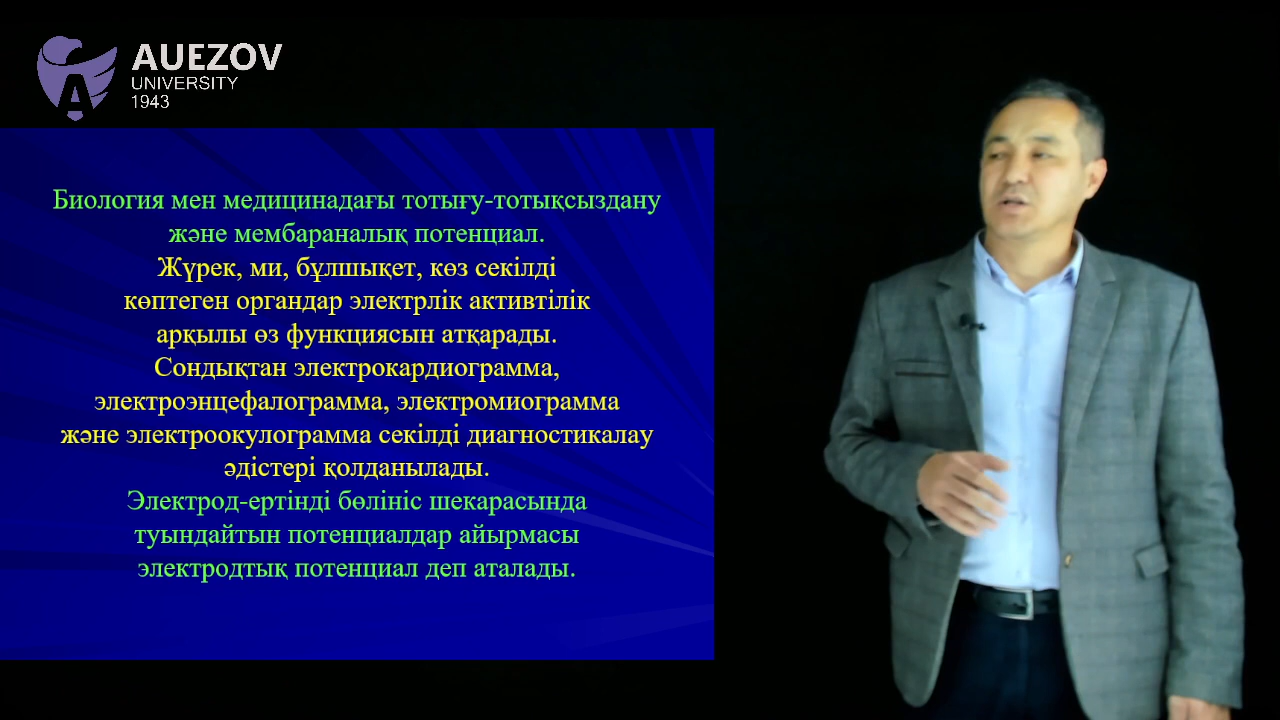 AUEZOV
UNIVERSITY
1943
Биология мен медицинадағы тотығу-тотықсыздану
және мембараналық потенциал.
Жүрек, ми, бұлшықет, көз секілді
көптеген органдар электрлік активтілік
арқылы өз функциясын атқарады.
Сондықтан электрокардиограмма,
электроэнцефалограмма, электромиограмма
және электроокулограмма секілді диагностикалау
әдістері қолданылады.
Электрод-ертінді бөлініс шекарасында
туындайтын потенциалдар айырмасы
электродтық потенциал деп аталады.